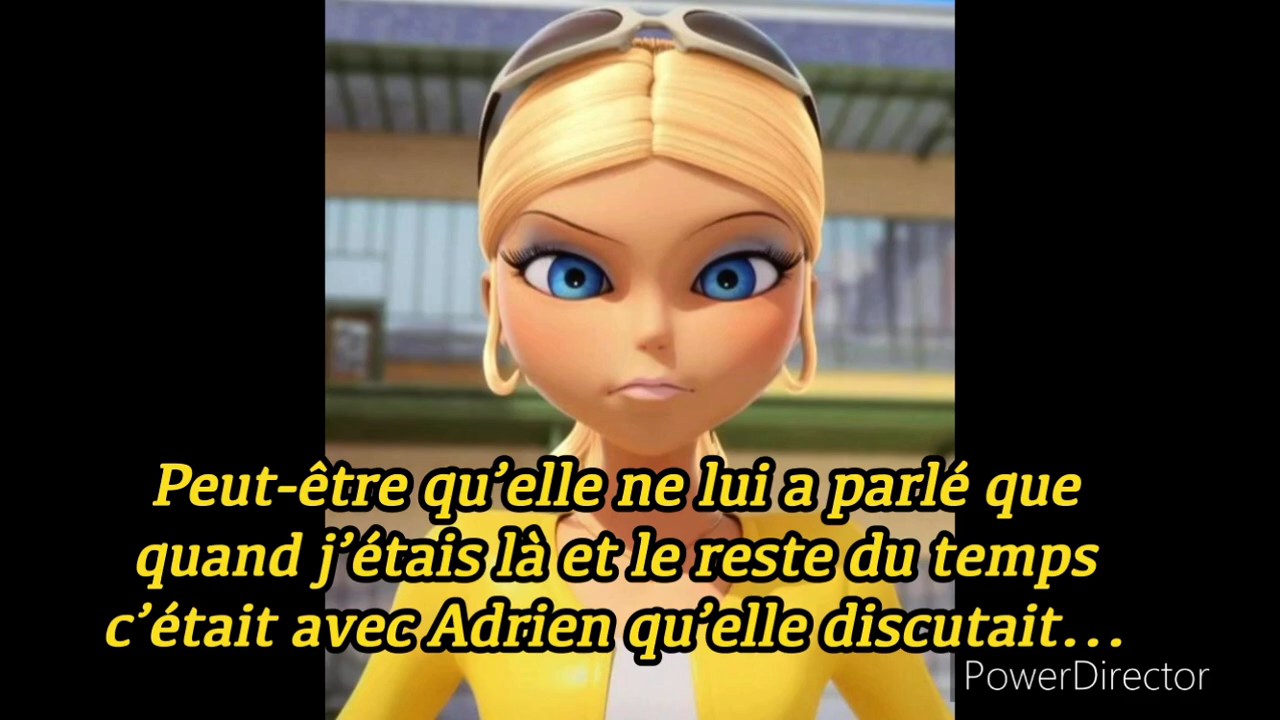 Peut-être qu’elle ne lui a parlé que
quand j’étais là et le reste du temps
c’était avec Adrien qu’elle discutait...
PowerDirector